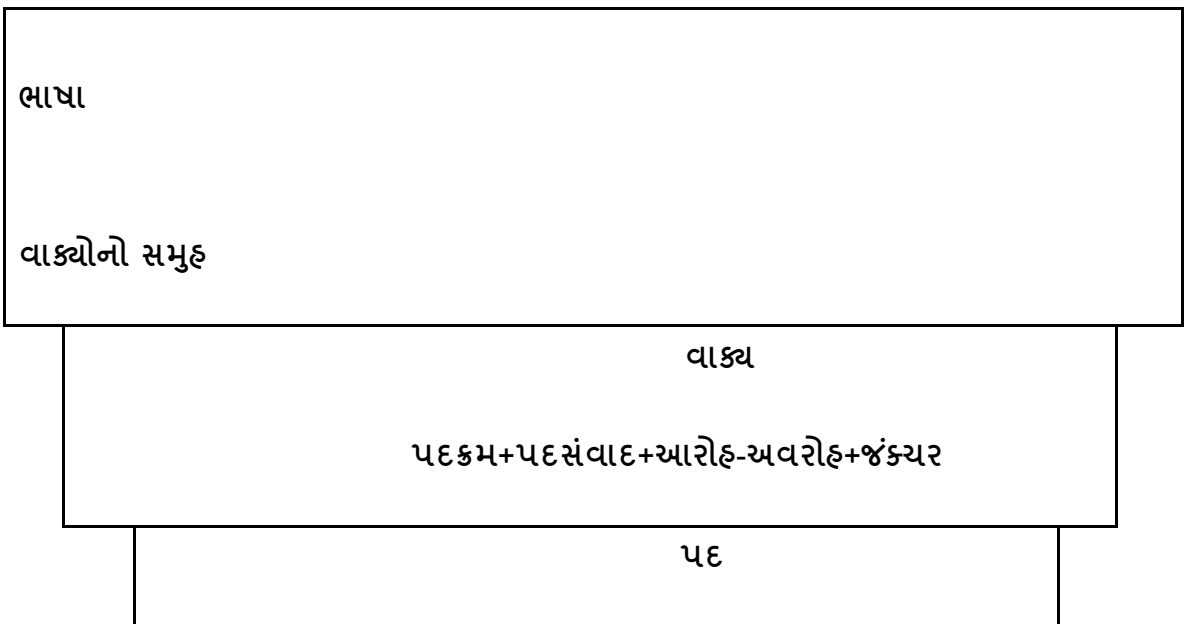 ભાષા
વાક્યોનો સમુહ
વાક્ય
પદક્રમ+પદસંવાદ+આરોહ-અવરોહ+જંક્ચર
પદ